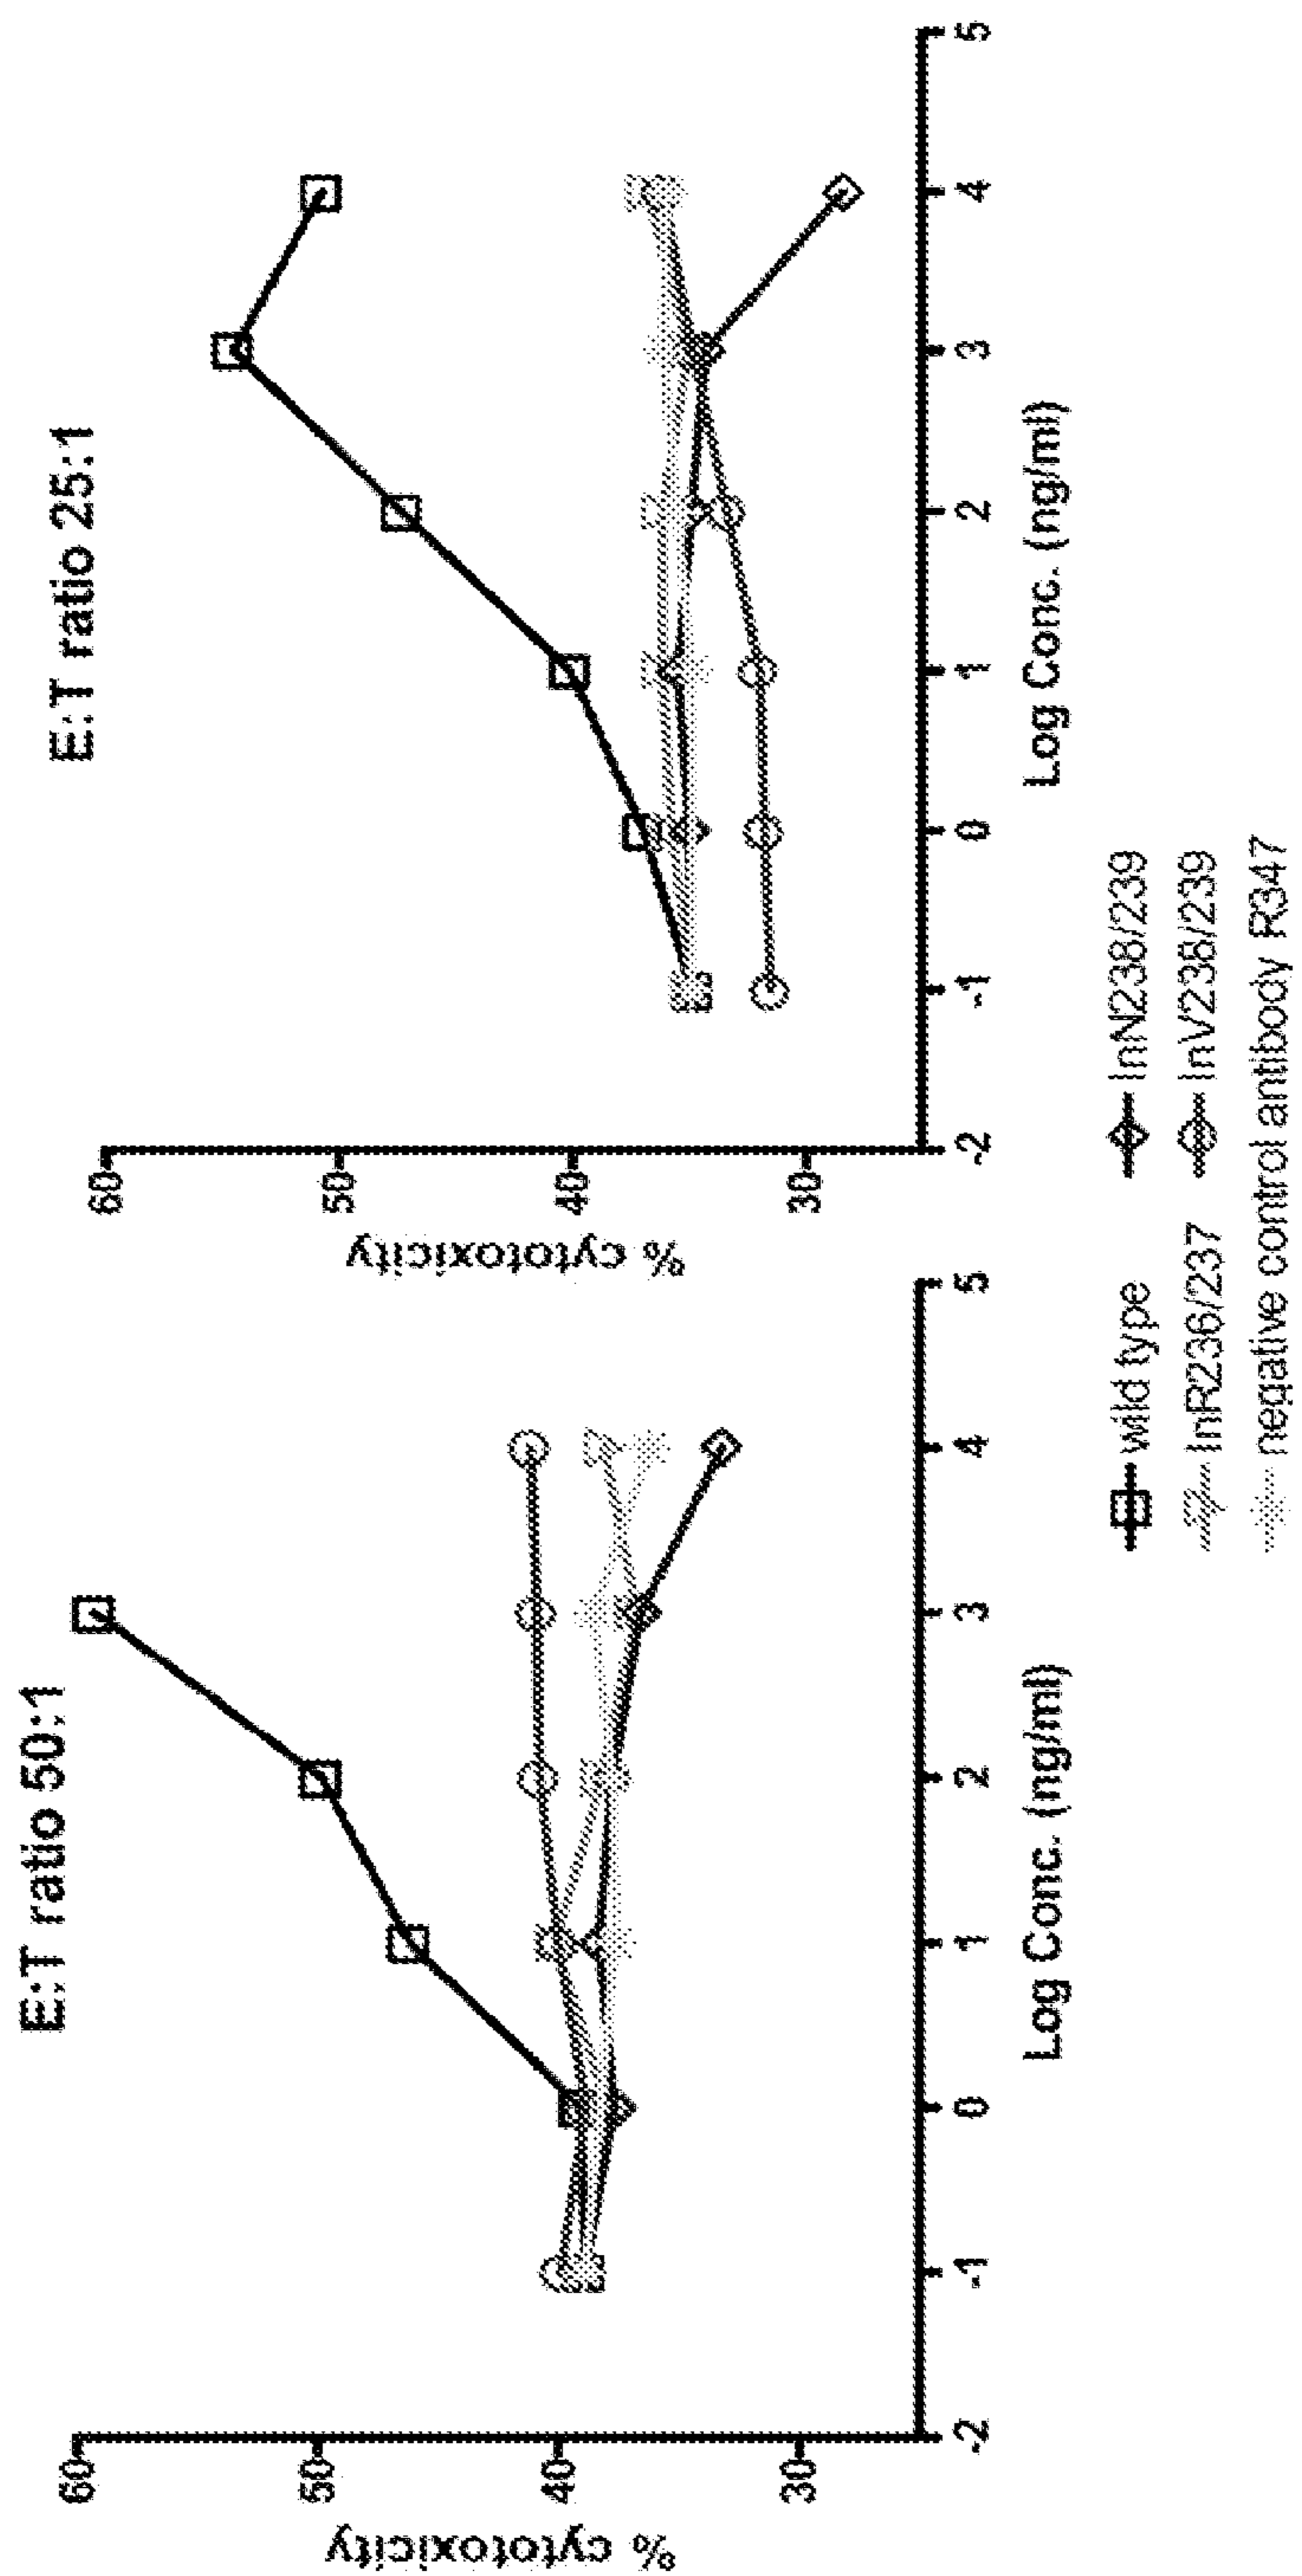 E:T ratio 50:1
% cytotoxicity
60
50
40
30
-2
-1
0
1
2
3
4
5
Log Conc. (ng/ml)
E:T ratio 25:1
% cytotoxicity
60
50
40
30
-2
-1
0
1
2
3
4
5
Log Conc. (ng/ml)
wild type
InN238/239
InR236/237
InV238/239
negative control antibody R347